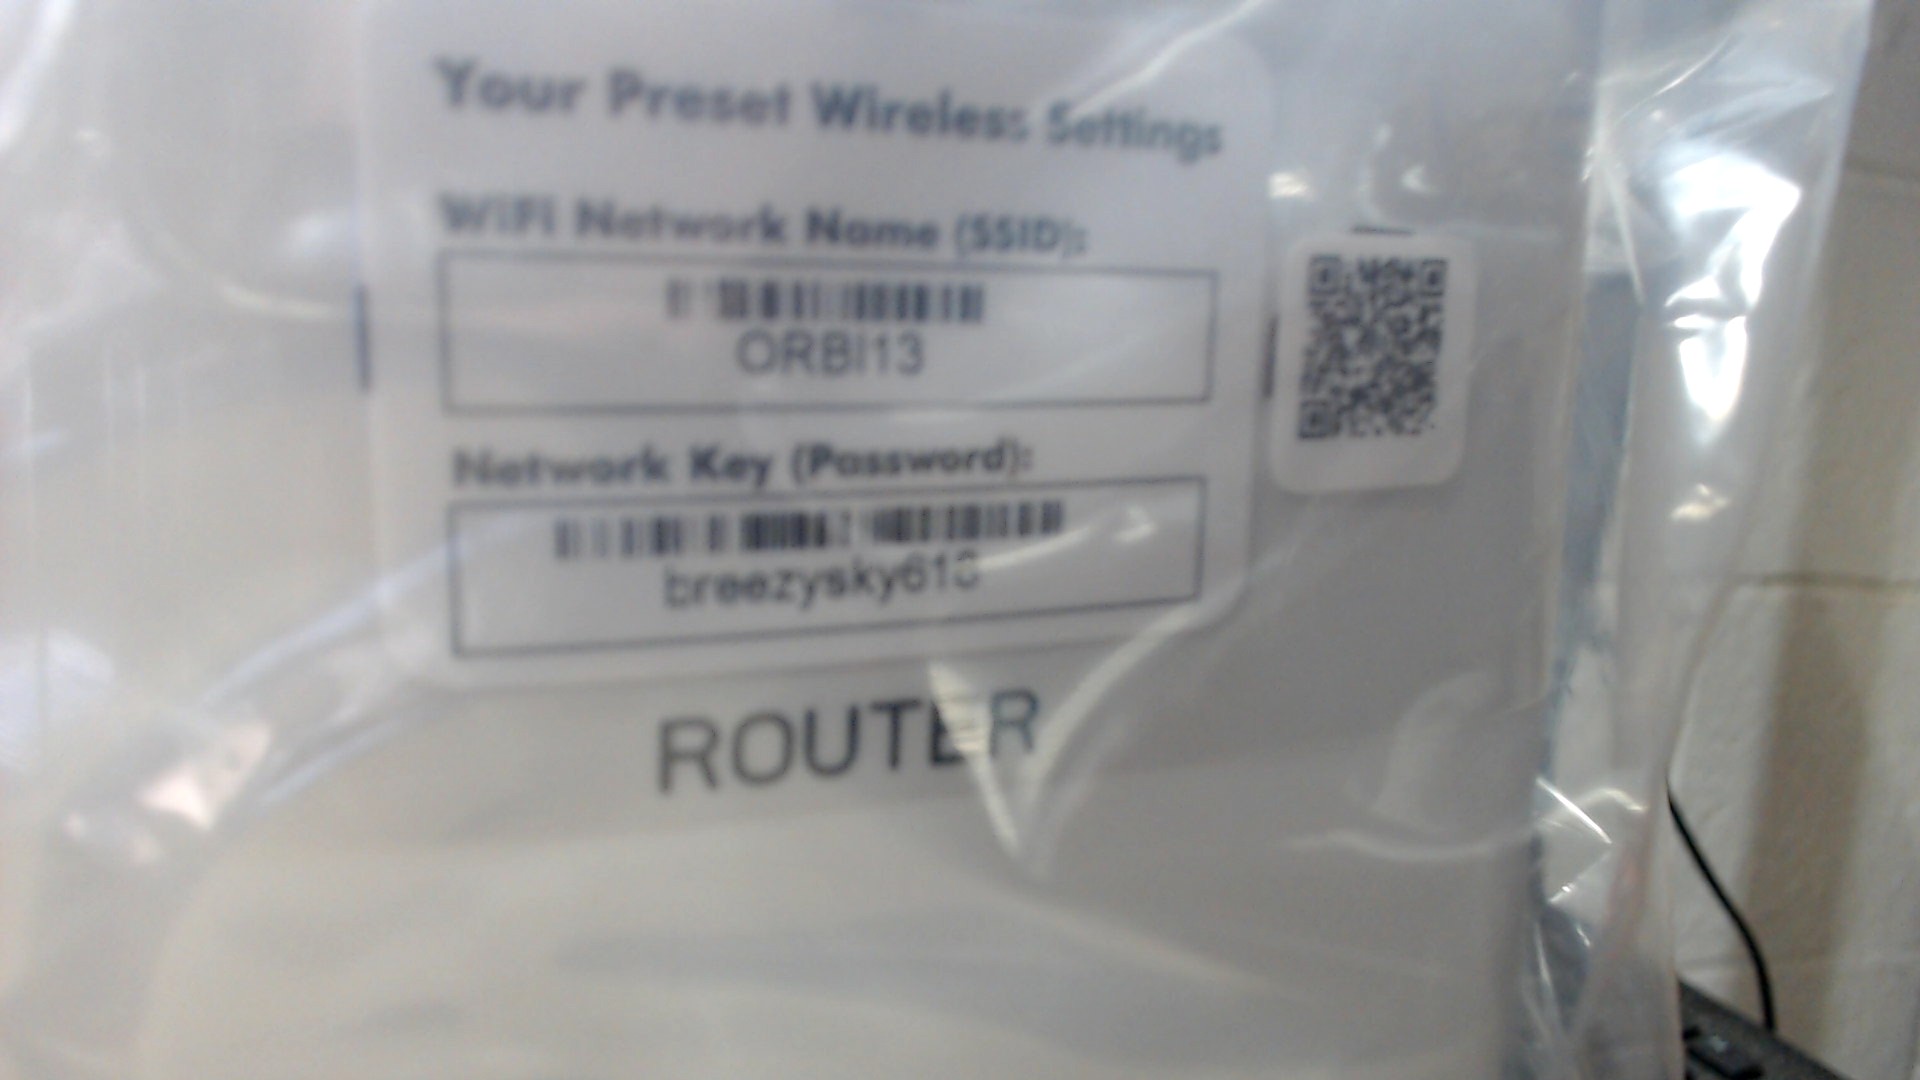 Your Preset Wireless Settings
WiFi Network Name (SSID):
ORBI13
Network Key (Password):
ROUTER